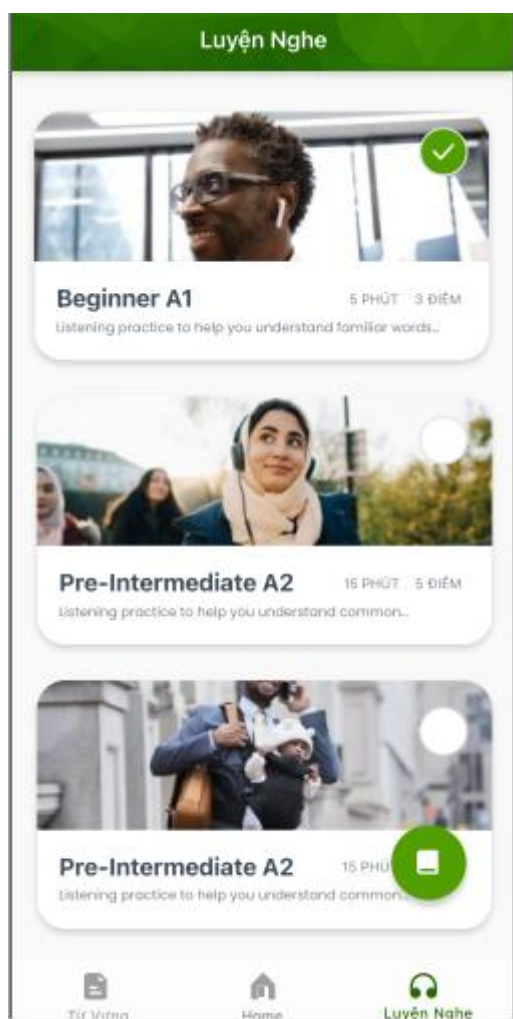 Luyện Nghe
Beginner A1
5 PHÚT 3 ĐIỂM
Listening practice to help you understand familiar words...
Pre-Intermediate A2
15 PHÚT 5 ĐIỂM
Listening practice to help you understand common...
Pre-Intermediate A2
15 PHÚ
Listening practice to help you understand common...
Từ Vựng
Home
Luyện Nghe